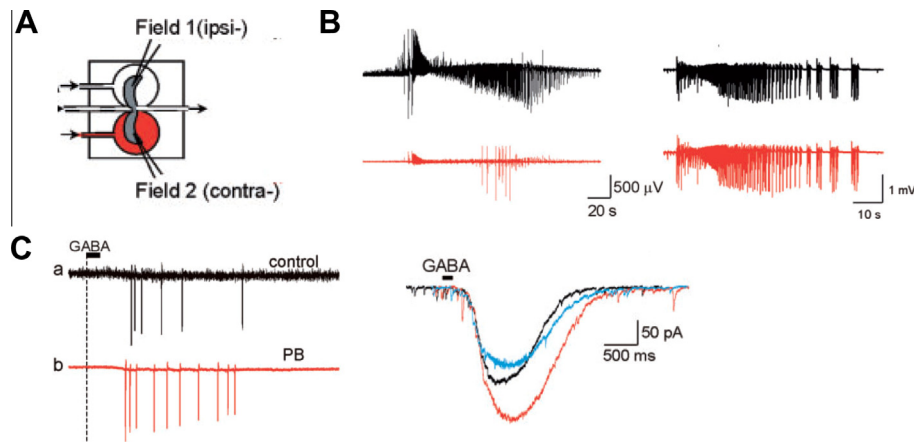 A
Field 1(ipsi-)
Field 2 (contra-)
B
500 µV
20 s
1 mV
10 s
C
GABA
a
control
b
PB
GABA
50 pA
500 ms